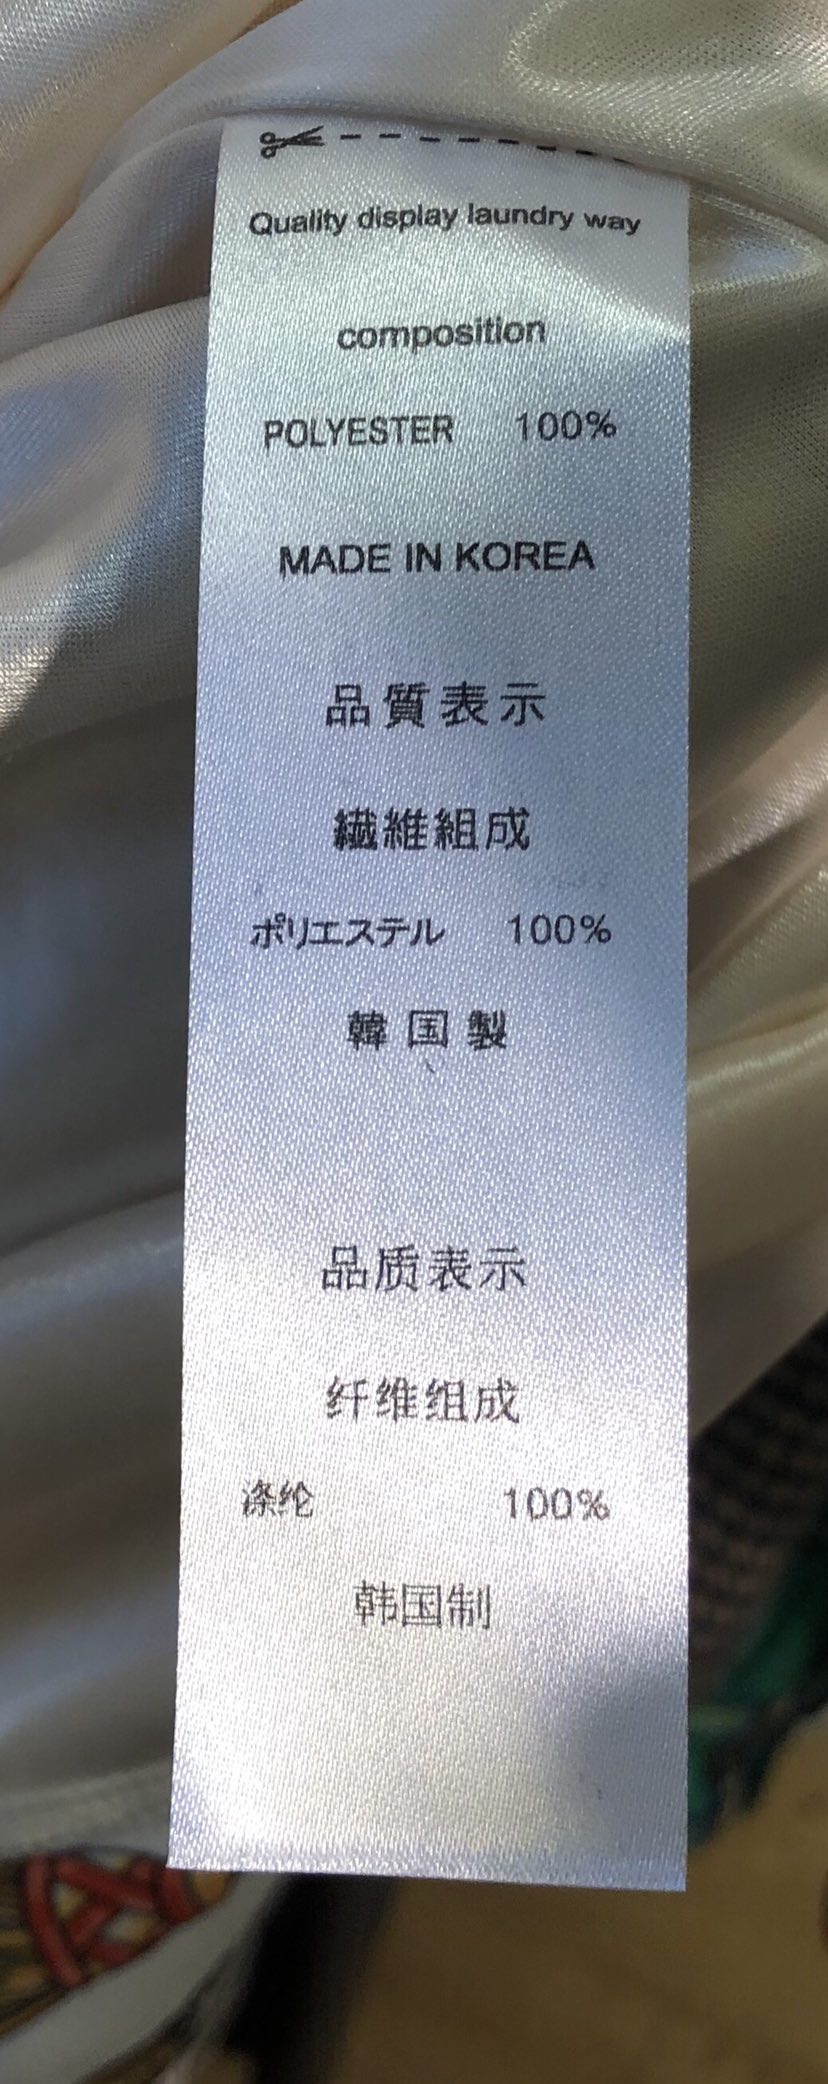 Quality display laundry way
composition
POLYESTER 100%
MADE IN KOREA
品質表示
繊維組成
ポリエステル 100%
韓国製
品质表示
纤维组成
涤纶 100%
韩国制